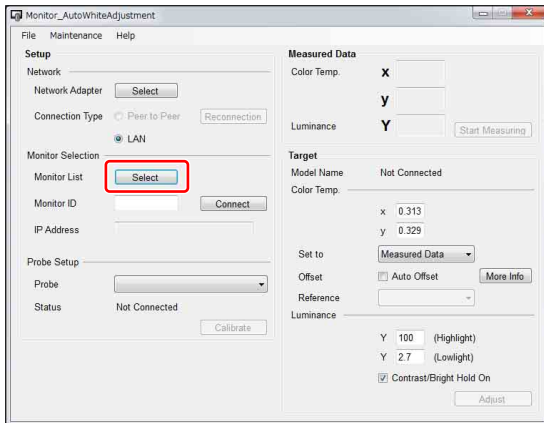 Monitor_AutoWhiteAdjustment
File Maintenance Help
Setup
Network
Network Adapter Select
Connection Type Peer to Peer Reconnection
LAN
Monitor Selection
Monitor List Select
Monitor ID Connect
IP Address
Probe Setup
Probe
Status Not Connected
Calibrate
Measured Data
Color Temp. x
y
Luminance Y Start Measuring
Target
Model Name Not Connected
Color Temp.
x 0.313
y 0.329
Set to Measured Data
Offset Auto Offset More Info
Reference
Luminance
Y 100 (Highlight)
Y 2.7 (Lowlight)
Contrast/Bright Hold On
Adjust